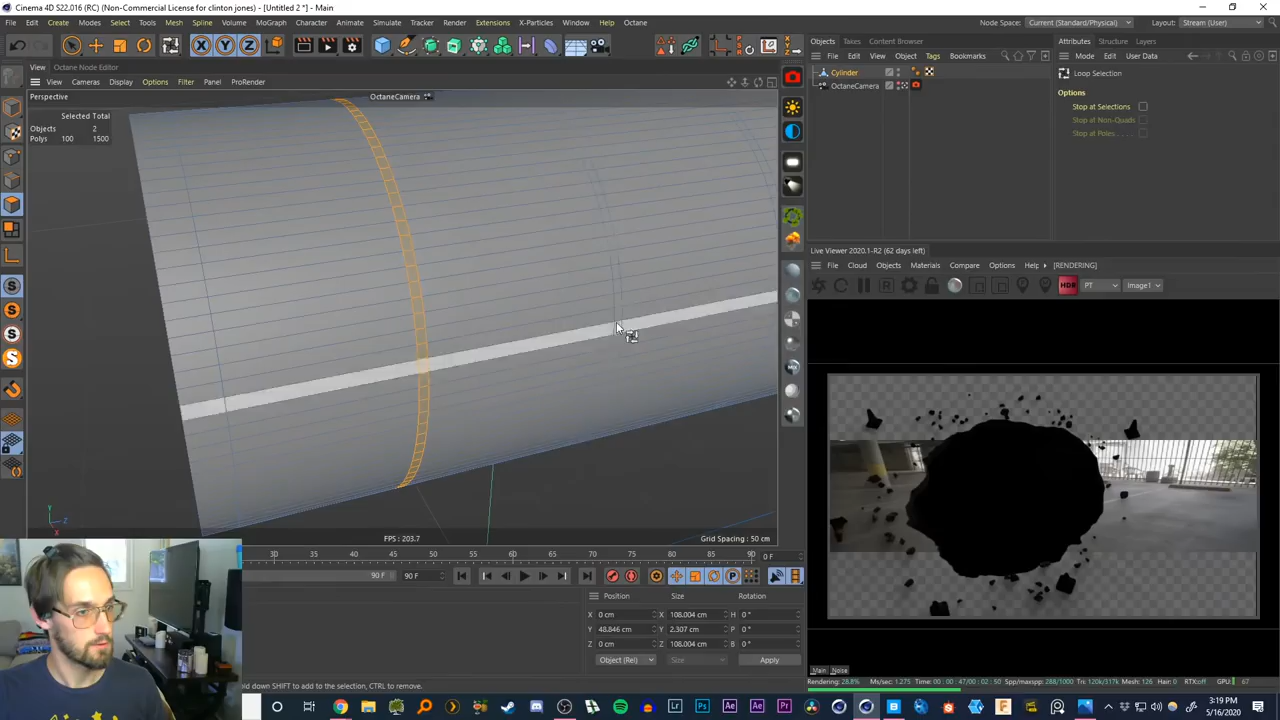 Cinema 4D S22.016 (RC) (Non-Commercial License for clinton jones) - [Untitled 2 *] - Main
File Edit Create Modes Select Tools Mesh Spline Volume MoGraph Character Animate Simulate Tracker Render Extensions X-Particles Window Help Octane
Node Space: Current (Standard/Physical) Layout: Stream (User)
View Octane Node Editor
Objects Takes Content Browser
Attributes Structure Layers
View Cameras Display Options Filter Panel ProRender
File Edit View Object Tags Bookmarks
Mode Edit User Data
Perspective
OctaneCamera
Cylinder
OctaneCamera
Loop Selection
Options
Stop at Selections
Stop at Non-Quads
Stop at Poles . . . .
Selected Total
Objects 2
Polys 100 1500
Live Viewer 2020.1-R2 (62 days left)
File Cloud Objects Materials Compare Options Help [RENDERING]
HDR PT Image1
MIX
FPS : 203.7
Grid Spacing : 50 cm
30 35 40 45 50 55 60 65 70 75 80 85 90 0 F
90 F 90 F
Position Size Rotation
X 0 cm X 108.004 cm H 0 °
Y 48.846 cm Y 2.307 cm P 0 °
Z 0 cm Z 108.004 cm B 0 °
Object (Rel) Size Apply
old down SHIFT to add to the selection, CTRL to remove.
Main Noise
Rendering: 28.8% Ms/sec: 1.275 Time: 00 : 00 : 47/00 : 02 : 50 Spp/maxspp: 288/1000 Tri: 120k/317k Mesh: 126 Hair: 0 RTX:off GPU: 67
3:19 PM
5/16/2020